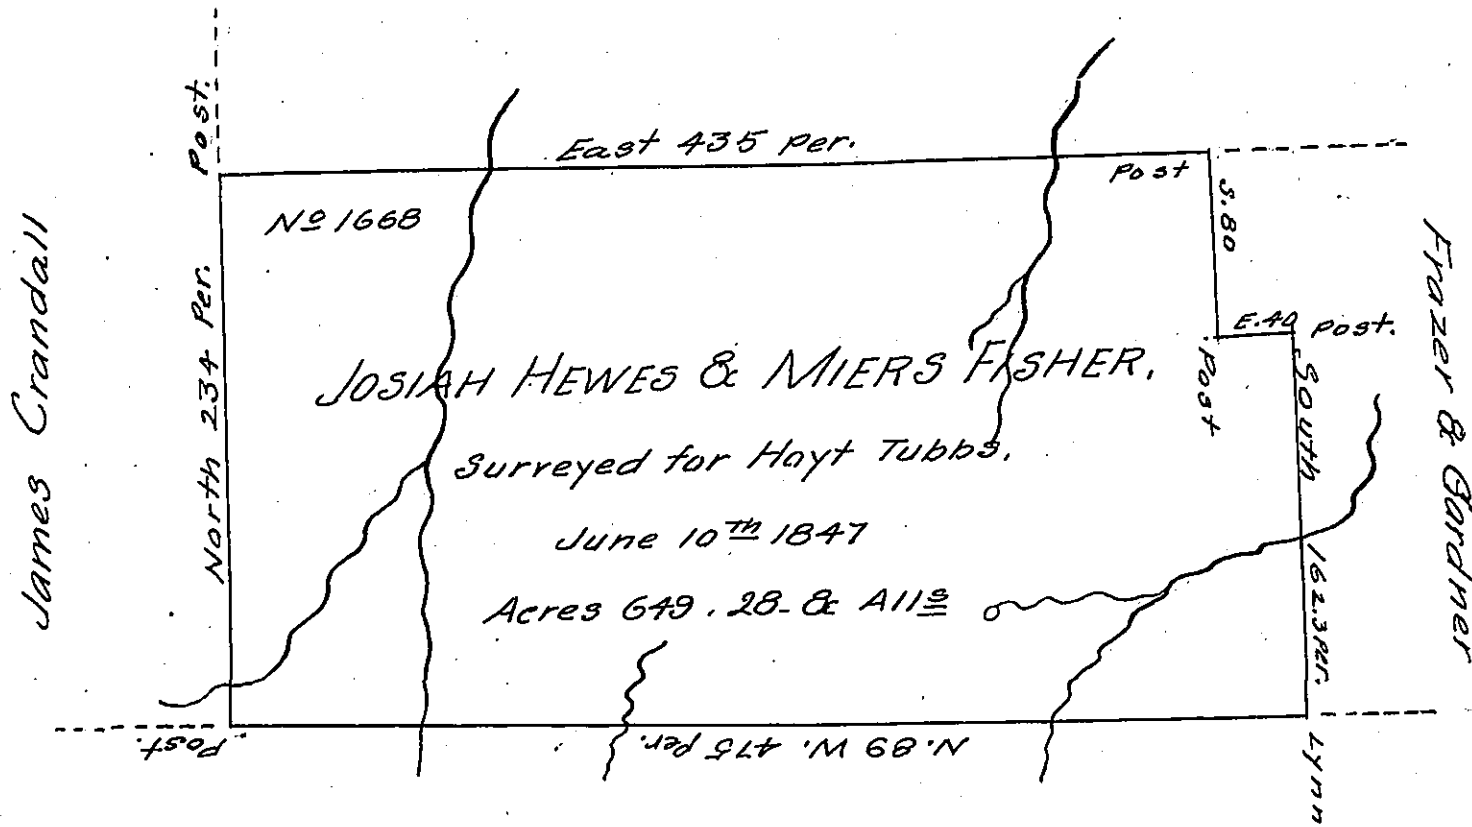 Post.
East 435 Per.
Post
Nº 1668
S. 80
James Crandall
North 234 Per.
E. 40
Post.
Post
Frazer & Gardner
JOSIAH HEWES & MIERS FISHER.
Surveyed for Hoyt Tubbs.
June 10th 1847
Acres 649. 28- & Alls
South 162.3 Per.
Post.
N. 89 W. 475 Per.
Lynn